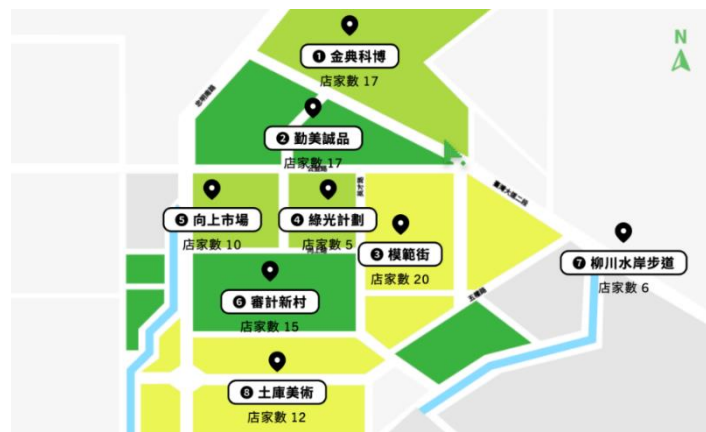 N
❶ 金典科博
店家數 17
❷ 勤美誠品
店家數 17
❺ 向上市場
店家數 10
❹ 綠光計劃
店家數 5
❸ 模範街
店家數 20
臺灣大道二段
❼ 柳川水岸步道
店家數 6
❻ 審計新村
店家數 15
五權路
❽ 土庫美術
店家數 12